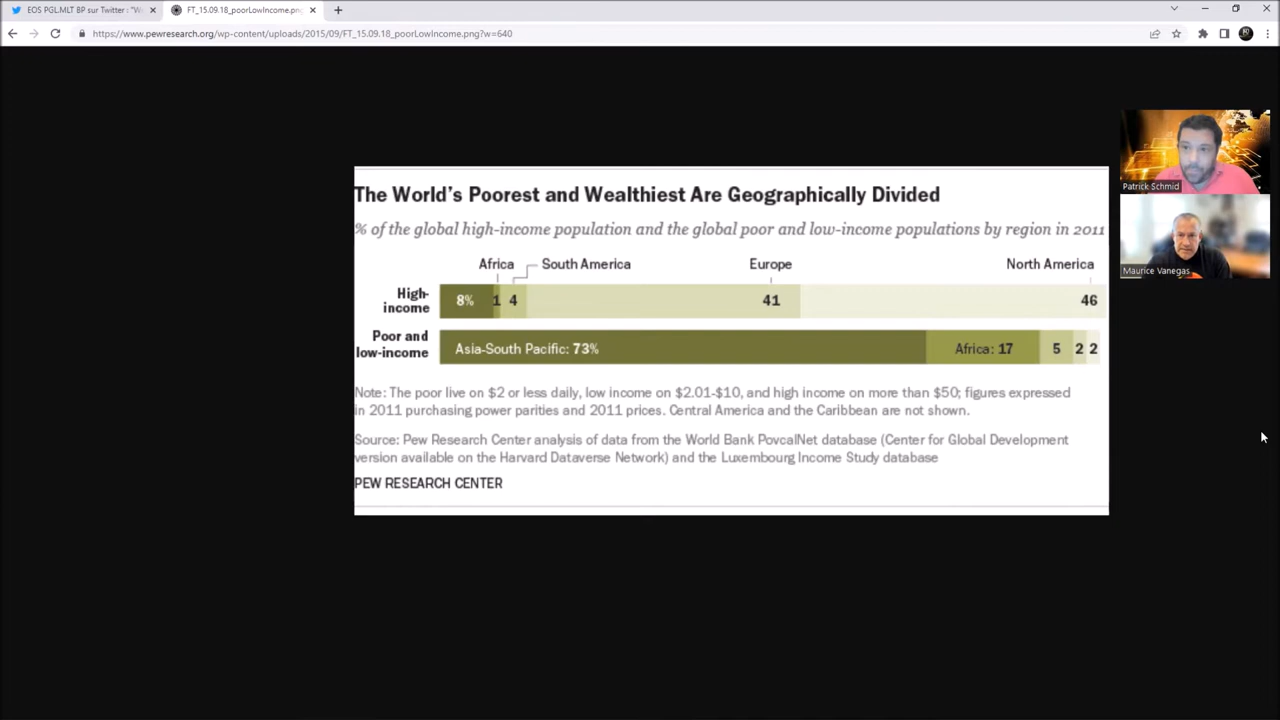 EOS PGL.MLT BP sur Twitter : "W
FT_15.09.18_poorLowIncome.pn
https://www.pewresearch.org/wp-content/uploads/2015/09/FT_15.09.18_poorLowIncome.png?w=640
The World's Poorest and Wealthiest Are Geographically Divided
% of the global high-income population and the global poor and low-income populations by region in 2011
Africa South America Europe North America
High-
income
8% 1 4 41 46
Poor and
low-income
Asia-South Pacific: 73% Africa: 17 5 2 2
Note: The poor live on $2 or less daily, low income on $2.01-$10, and high income on more than $50; figures expressed
in 2011 purchasing power parities and 2011 prices. Central America and the Caribbean are not shown.
Source: Pew Research Center analysis of data from the World Bank PovcalNet database (Center for Global Development
version available on the Harvard Dataverse Network) and the Luxembourg Income Study database
PEW RESEARCH CENTER
Patrick Schmid
Maurice Vanegas